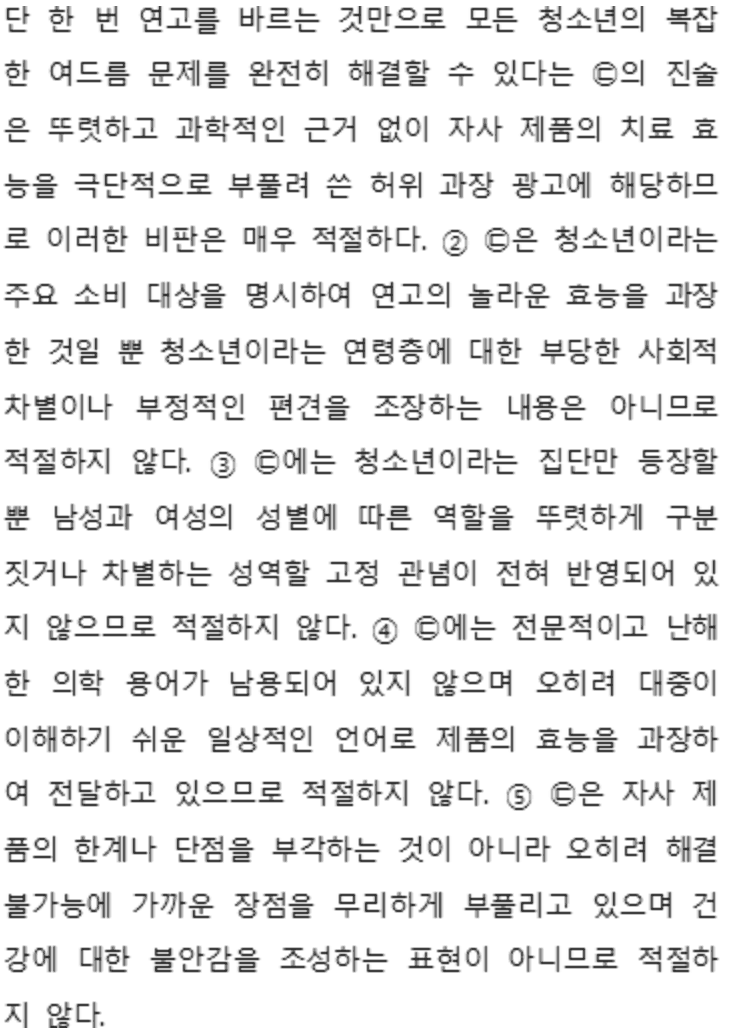 단 한 번 연고를 바르는 것만으로 모든 청소년의 복잡
한 여드름 문제를 완전히 해결할 수 있다는 ㉢의 진술
은 뚜렷하고 과학적인 근거 없이 자사 제품의 치료 효
능을 극단적으로 부풀려 쓴 허위 과장 광고에 해당하므
로 이러한 비판은 매우 적절하다. ② ㉢은 청소년이라는
주요 소비 대상을 명시하여 연고의 놀라운 효능을 과장
한 것일 뿐 청소년이라는 연령층에 대한 부당한 사회적
차별이나 부정적인 편견을 조장하는 내용은 아니므로
적절하지 않다. ③ ㉢에는 청소년이라는 집단만 등장할
뿐 남성과 여성의 성별에 따른 역할을 뚜렷하게 구분
짓거나 차별하는 성역할 고정 관념이 전혀 반영되어 있
지 않으므로 적절하지 않다. ④ ㉢에는 전문적이고 난해
한 의학 용어가 남용되어 있지 않으며 오히려 대중이
이해하기 쉬운 일상적인 언어로 제품의 효능을 과장하
여 전달하고 있으므로 적절하지 않다. ⑤ ㉢은 자사 제
품의 한계나 단점을 부각하는 것이 아니라 오히려 해결
불가능에 가까운 장점을 무리하게 부풀리고 있으며 건
강에 대한 불안감을 조성하는 표현이 아니므로 적절하
지 않다.